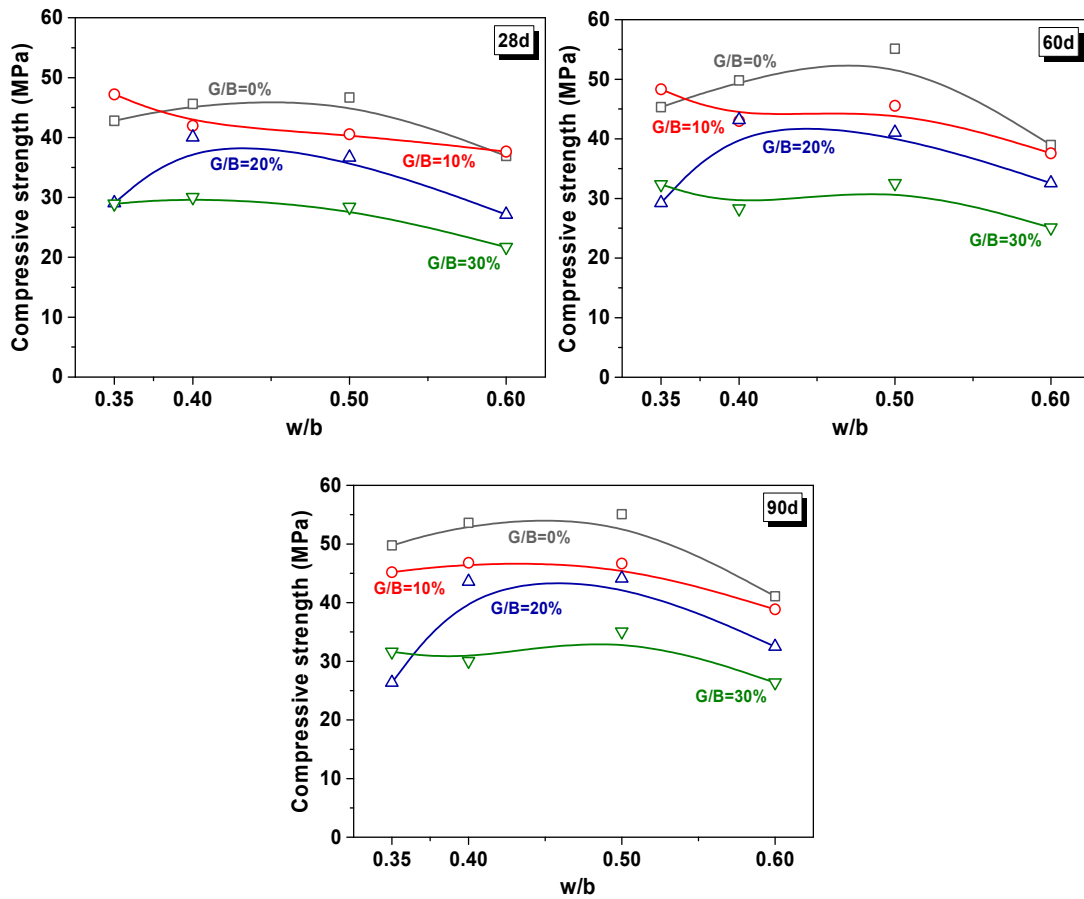 28d
Compressive strength (MPa)
60
50
40
30
20
10
0
G/B=0%
G/B=10%
G/B=20%
G/B=30%
0.35 0.40 0.50 0.60
w/b
60d
Compressive strength (MPa)
60
50
40
30
20
10
0
G/B=0%
G/B=10%
G/B=20%
G/B=30%
0.35 0.40 0.50 0.60
w/b
90d
Compressive strength (MPa)
60
50
40
30
20
10
0
G/B=0%
G/B=10%
G/B=20%
G/B=30%
0.35 0.40 0.50 0.60
w/b